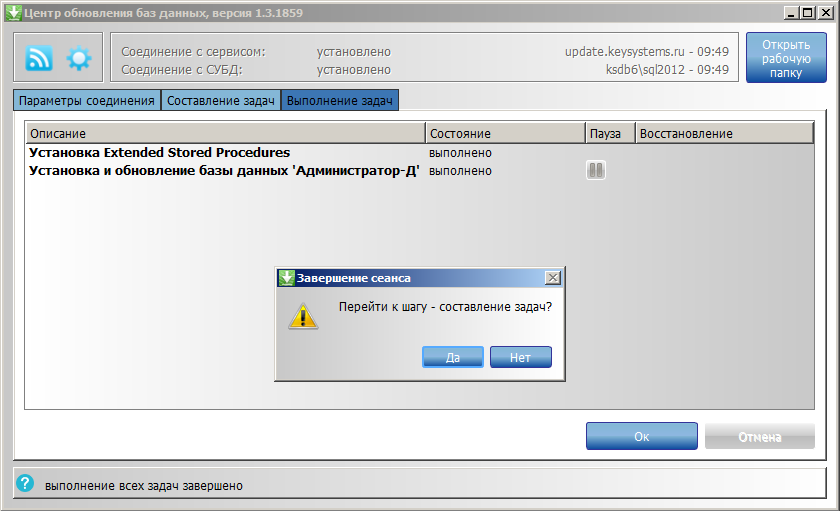 Центр обновления баз данных, версия 1.3.1859
Соединение с сервисом: установлено update.keysystems.ru - 09:49
Соединение с СУБД: установлено ksdb6\sql2012 - 09:49
Открыть
рабочую
папку
Параметры соединения Составление задач Выполнение задач
Описание Состояние Пауза Восстановление
Установка Extended Stored Procedures выполнено
Установка и обновление базы данных 'Администратор-Д' выполнено
Завершение сеанса
Перейти к шагу - составление задач?
Да Нет
Ок Отмена
? выполнение всех задач завершено